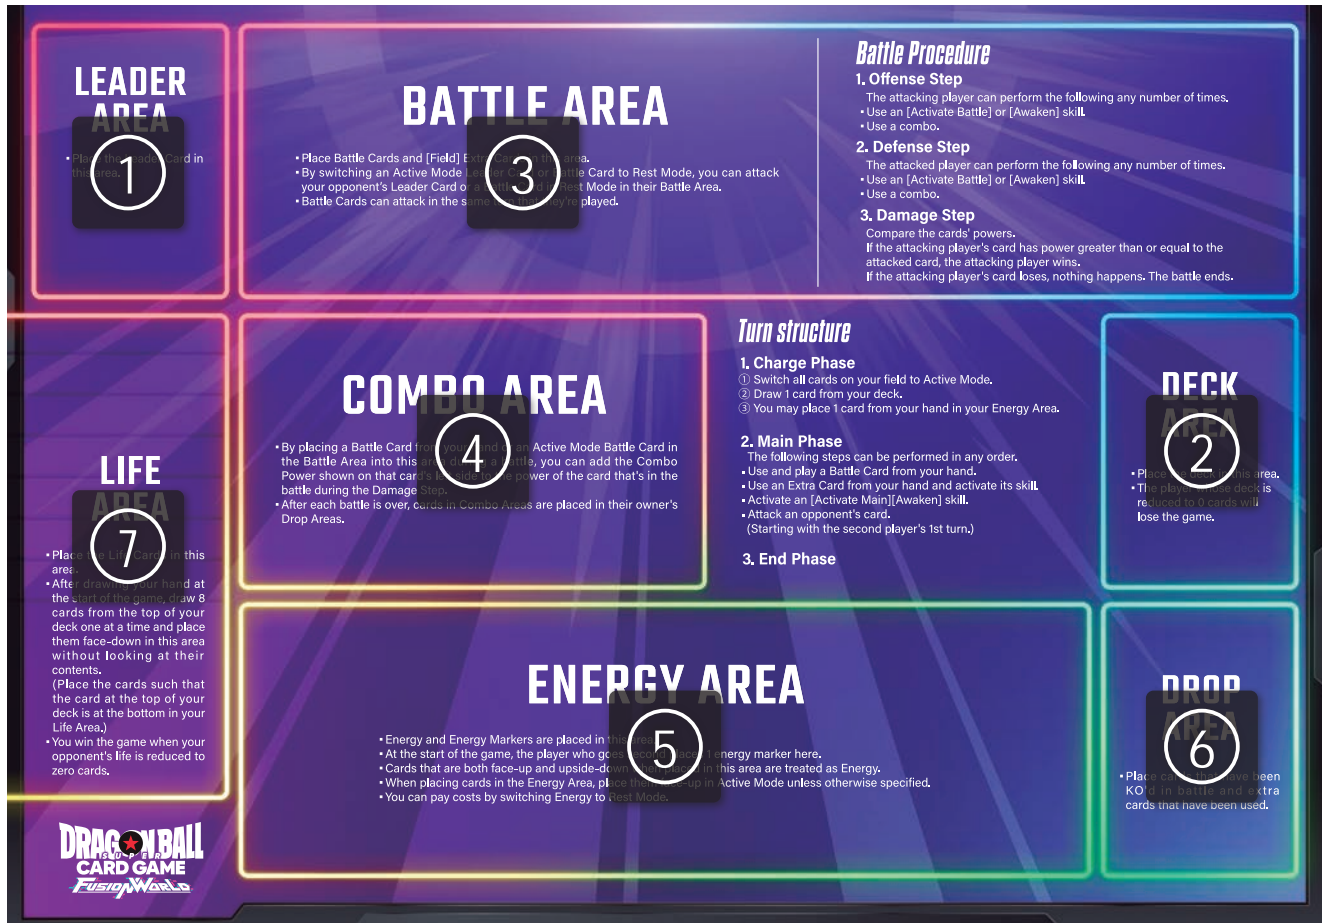 LEADER
AREA
• Place the Leader Card in
this area.
1
BATTLE AREA
• Place Battle Cards and [Field] Extra Cards in this area.
• By switching an Active Mode Leader Card or Battle Card to Rest Mode, you can attack
your opponent's Leader Card or a Battle Card in Rest Mode in their Battle Area.
• Battle Cards can attack in the same turn that they're played.
3
Battle Procedure
1. Offense Step
The attacking player can perform the following any number of times.
• Use an [Activate Battle] or [Awaken] skill.
• Use a combo.
2. Defense Step
The attacked player can perform the following any number of times.
• Use an [Activate Battle] or [Awaken] skill.
• Use a combo.
3. Damage Step
Compare the cards' powers.
If the attacking player's card has power greater than or equal to the
attacked card, the attacking player wins.
If the attacking player's card loses, nothing happens. The battle ends.
COMBO AREA
• By placing a Battle Card from your hand or an Active Mode Battle Card in
the Battle Area into this area during a battle, you can add the Combo
Power shown on that card's left side to the power of the card that's in the
battle during the Damage Step.
• After each battle is over, cards in Combo Areas are placed in their owner's
Drop Areas.
4
Turn structure
1. Charge Phase
① Switch all cards on your field to Active Mode.
② Draw 1 card from your deck.
③ You may place 1 card from your hand in your Energy Area.
2. Main Phase
The following steps can be performed in any order.
• Use and play a Battle Card from your hand.
• Use an Extra Card from your hand and activate its skill.
• Activate an [Activate Main][Awaken] skill.
• Attack an opponent's card.
(Starting with the second player's 1st turn.)
3. End Phase
DECK
AREA
• Place the deck in this area.
• The player whose deck is
reduced to 0 cards will
lose the game.
2
LIFE
AREA
• Place the Life Cards in this
area.
• After drawing your hand at
the start of the game, draw 8
cards from the top of your
deck one at a time and place
them face-down in this area
without looking at their
contents.
(Place the cards such that
the card at the top of your
deck is at the bottom in your
Life Area.)
• You win the game when your
opponent's life is reduced to
zero cards.
7
ENERGY AREA
• Energy and Energy Markers are placed in this area.
• At the start of the game, the player who goes second places 1 energy marker here.
• Cards that are both face-up and upside-down when placed in this area are treated as Energy.
• When placing cards in the Energy Area, place them face-up in Active Mode unless otherwise specified.
• You can pay costs by switching Energy to Rest Mode.
5
DROP
AREA
• Place cards that have been
KO'd in battle and extra
cards that have been used.
6
DRAGON BALL
SUPER
CARD GAME
FUSION WORLD